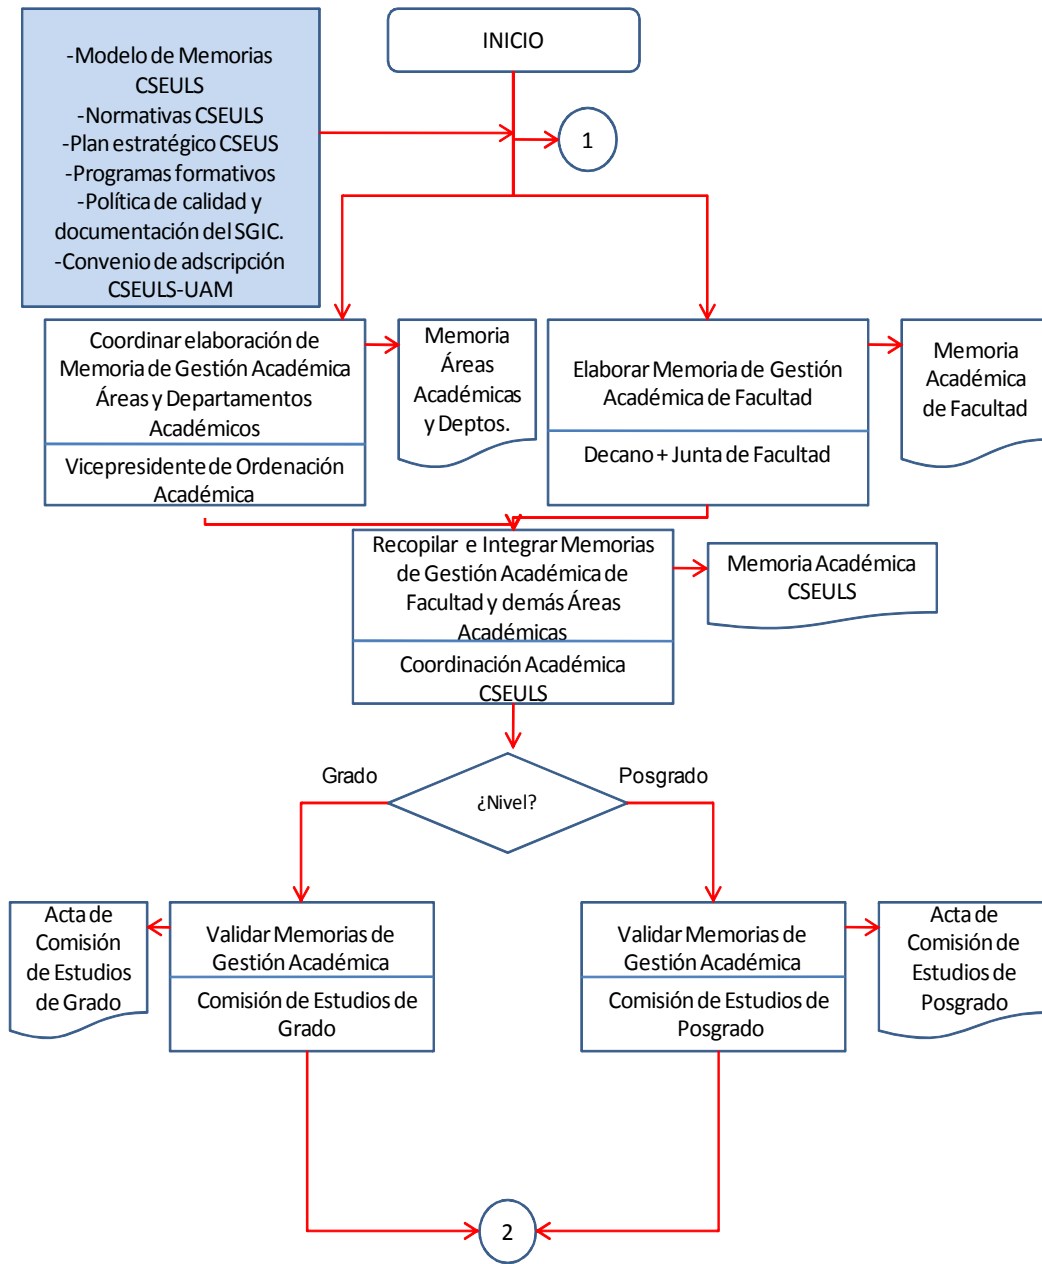 INICIO
-Modelo de Memorias
CSEULS
-Normativas CSEULS
-Plan estratégico CSEUS
-Programas formativos
-Política de calidad y
documentación del SGIC.
-Convenio de adscripción
CSEULS-UAM
1
Coordinar elaboración de
Memoria de Gestión Académica
Áreas y Departamentos
Académicos
Vicepresidente de Ordenación
Académica
Memoria
Áreas
Académicas
y Deptos.
Elaborar Memoria de Gestión
Académica de Facultad
Decano + Junta de Facultad
Memoria
Académica
de Facultad
Recopilar e Integrar Memorias
de Gestión Académica de
Facultad y demás Áreas
Académicas
Coordinación Académica
CSEULS
Memoria Académica
CSEULS
Grado
¿Nivel?
Posgrado
Acta de
Comisión
de Estudios
de Grado
Validar Memorias de
Gestión Académica
Comisión de Estudios de
Grado
Validar Memorias de
Gestión Académica
Comisión de Estudios de
Posgrado
Acta de
Comisión de
Estudios de
Posgrado
2